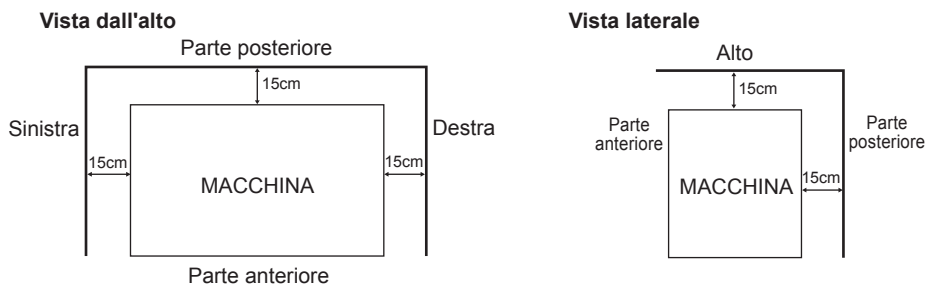 Vista dall'alto
Parte posteriore
15cm
Sinistra
Destra
15cm
15cm
MACCHINA
Parte anteriore
Vista laterale
Alto
15cm
Parte
anteriore
Parte
posteriore
15cm
MACCHINA